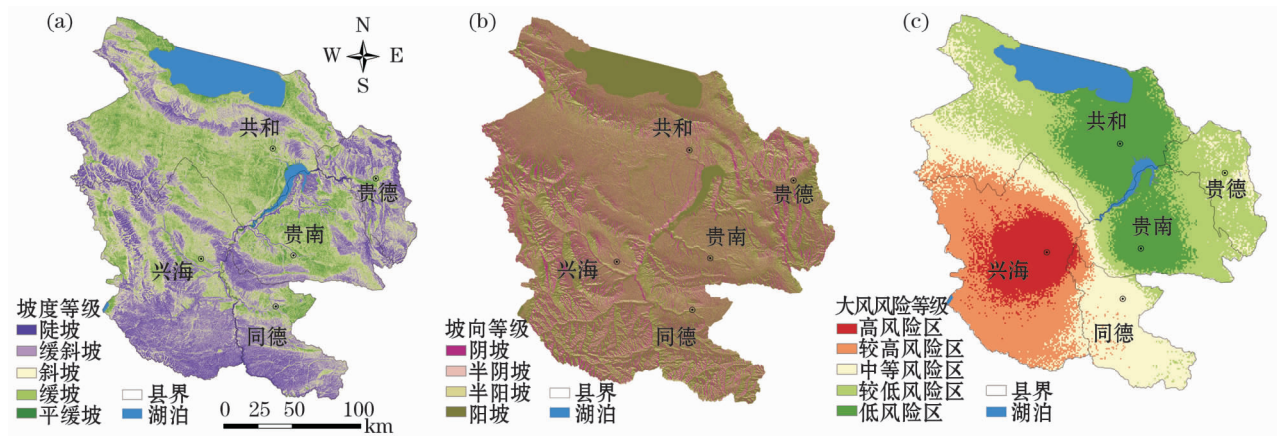 (a)
N
W E
S
共和
贵德
贵南
兴海
同德
坡度等级
陡坡
缓斜坡
斜坡
缓坡
平缓坡
县界
湖泊
0 25 50 100
km
(b)
共和
贵德
贵南
兴海
同德
坡向等级
阴坡
半阴坡
半阳坡
阳坡
县界
湖泊
(c)
共和
贵德
贵南
兴海
同德
大风风险等级
高风险区
较高风险区
中等风险区
较低风险区
低风险区
县界
湖泊